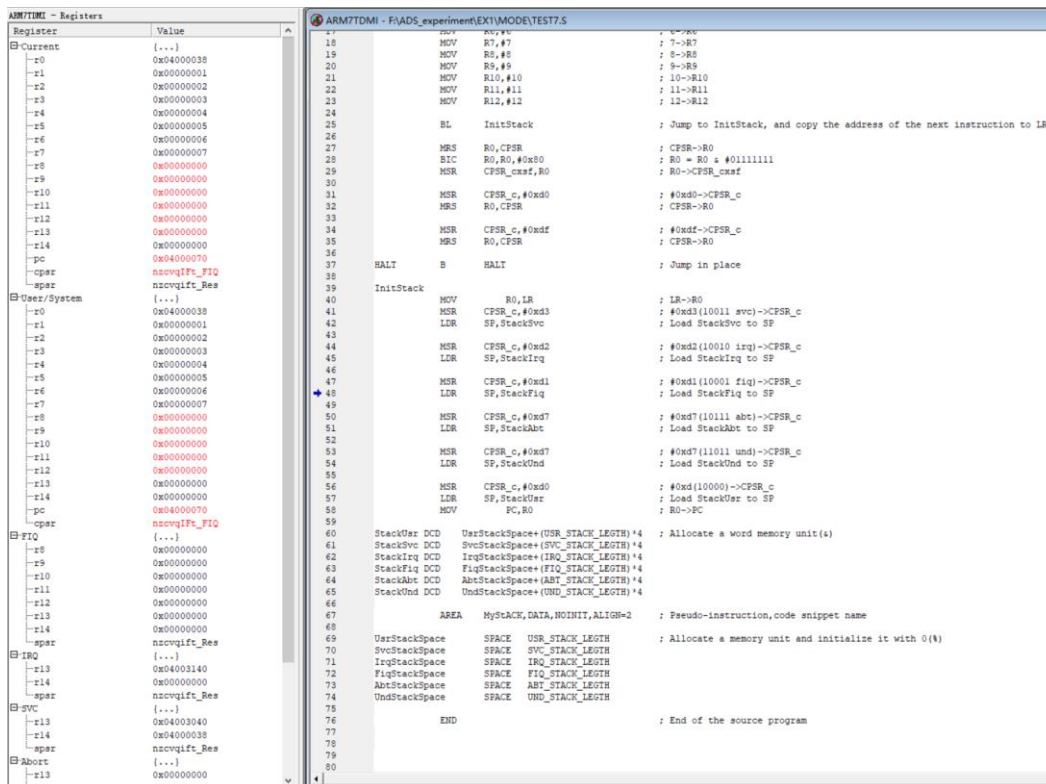 ARM7TDMI - Registers
Register Value
Current {...}
r0 0x04000038
r1 0x00000001
r2 0x00000002
r3 0x00000003
r4 0x00000004
r5 0x00000005
r6 0x00000006
r7 0x00000007
r8 0x00000000
r9 0x00000000
r10 0x00000000
r11 0x00000000
r12 0x00000000
r13 0x00000000
r14 0x00000000
pc 0x04000070
cpsr nzcvqIFt_FIQ
spsr nzcvqift_Res
User/System {...}
r0 0x04000038
r1 0x00000001
r2 0x00000002
r3 0x00000003
r4 0x00000004
r5 0x00000005
r6 0x00000006
r7 0x00000007
r8 0x00000000
r9 0x00000000
r10 0x00000000
r11 0x00000000
r12 0x00000000
r13 0x00000000
r14 0x00000000
pc 0x04000070
cpsr nzcvqIFt_FIQ
FIQ {...}
r8 0x00000000
r9 0x00000000
r10 0x00000000
r11 0x00000000
r12 0x00000000
r13 0x00000000
r14 0x00000000
spsr nzcvqift_Res
IRQ {...}
r13 0x04003140
r14 0x00000000
spsr nzcvqift_Res
SVC {...}
r13 0x04003040
r14 0x04000038
spsr nzcvqift_Res
Abort {...}
r13 0x00000000
ARM7TDMI - F:\ADS_experiment\EX1\MODE\TEST7.S
17 MOV R6,#6 ; 6->R6
18 MOV R7,#7 ; 7->R7
19 MOV R8,#8 ; 8->R8
20 MOV R9,#9 ; 9->R9
21 MOV R10,#10 ; 10->R10
22 MOV R11,#11 ; 11->R11
23 MOV R12,#12 ; 12->R12
24
25 BL InitStack ; Jump to InitStack, and copy the address of the next instruction to LR
26
27 MRS R0,CPSR ; CPSR->R0
28 BIC R0,R0,#0x80 ; R0 = R0 & #01111111
29 MSR CPSR_cxsf,R0 ; R0->CPSR_cxsf
30
31 MSR CPSR_c,#0xd0 ; #0xd0->CPSR_c
32 MRS R0,CPSR ; CPSR->R0
33
34 MSR CPSR_c,#0xdf ; #0xdf->CPSR_c
35 MRS R0,CPSR ; CPSR->R0
36
37 HALT B HALT ; Jump in place
38
39 InitStack
40 MOV R0,LR ; LR->R0
41 MSR CPSR_c,#0xd3 ; #0xd3(10011 svc)->CPSR_c
42 LDR SP,StackSvc ; Load StackSvc to SP
43
44 MSR CPSR_c,#0xd2 ; #0xd2(10010 irq)->CPSR_c
45 LDR SP,StackIrq ; Load StackIrq to SP
46
47 MSR CPSR_c,#0xd1 ; #0xd1(10001 fiq)->CPSR_c
48 LDR SP,StackFiq ; Load StackFiq to SP
49
50 MSR CPSR_c,#0xd7 ; #0xd7(10111 abt)->CPSR_c
51 LDR SP,StackAbt ; Load StackAbt to SP
52
53 MSR CPSR_c,#0xd7 ; #0xd7(11011 und)->CPSR_c
54 LDR SP,StackUnd ; Load StackUnd to SP
55
56 MSR CPSR_c,#0xd0 ; #0xd(10000)->CPSR_c
57 LDR SP,StackUsr ; Load StackUsr to SP
58 MOV PC,R0 ; R0->PC
59
60 StackUsr DCD UsrStackSpace+(USR_STACK_LEGTH)*4 ; Allocate a word memory unit(&)
61 StackSvc DCD SvcStackSpace+(SVC_STACK_LEGTH)*4
62 StackIrq DCD IrqStackSpace+(IRQ_STACK_LEGTH)*4
63 StackFiq DCD FiqStackSpace+(FIQ_STACK_LEGTH)*4
64 StackAbt DCD AbtStackSpace+(ABT_STACK_LEGTH)*4
65 StackUnd DCD UndStackSpace+(UND_STACK_LEGTH)*4
66
67 AREA MyStACK,DATA,NOINIT,ALIGN=2 ; Pseudo-instruction,code snippet name
68
69 UsrStackSpace SPACE USR_STACK_LEGTH ; Allocate a memory unit and initialize it with 0(%)
70 SvcStackSpace SPACE SVC_STACK_LEGTH
71 IrqStackSpace SPACE IRQ_STACK_LEGTH
72 FiqStackSpace SPACE FIQ_STACK_LEGTH
73 AbtStackSpace SPACE ABT_STACK_LEGTH
74 UndStackSpace SPACE UND_STACK_LEGTH
75
76 END ; End of the source program
77
78
79
80